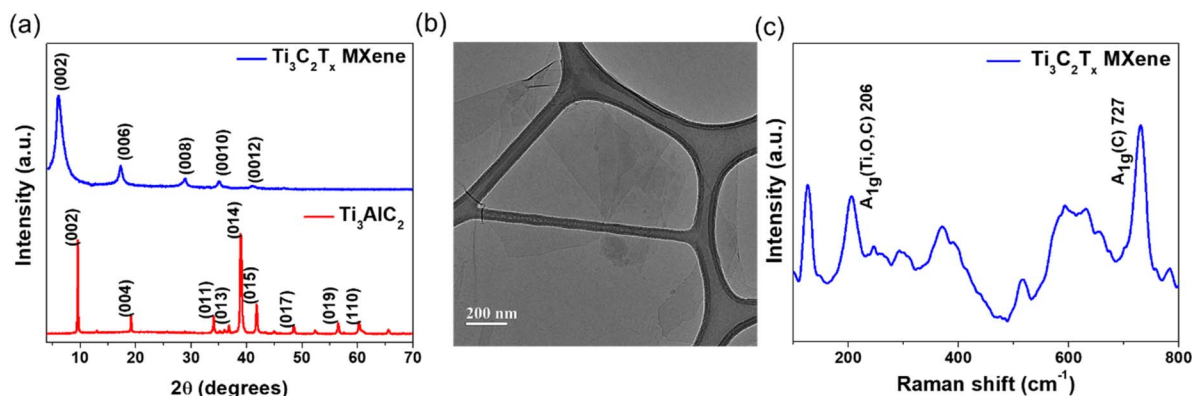 (a)
Ti₃C₂Tₓ MXene
(002)
(006)
(008)
(0010)
(0012)
Ti₃AlC₂
(002)
(004)
(011)
(013)
(014)
(015)
(017)
(019)
(110)
Intensity (a.u.)
10 20 30 40 50 60 70
2θ (degrees)
(b)
200 nm
(c)
Ti₃C₂Tₓ MXene
A₁g(Ti,O,C) 206
A₁g(C) 727
Intensity (a.u.)
200 400 600 800
Raman shift (cm⁻¹)